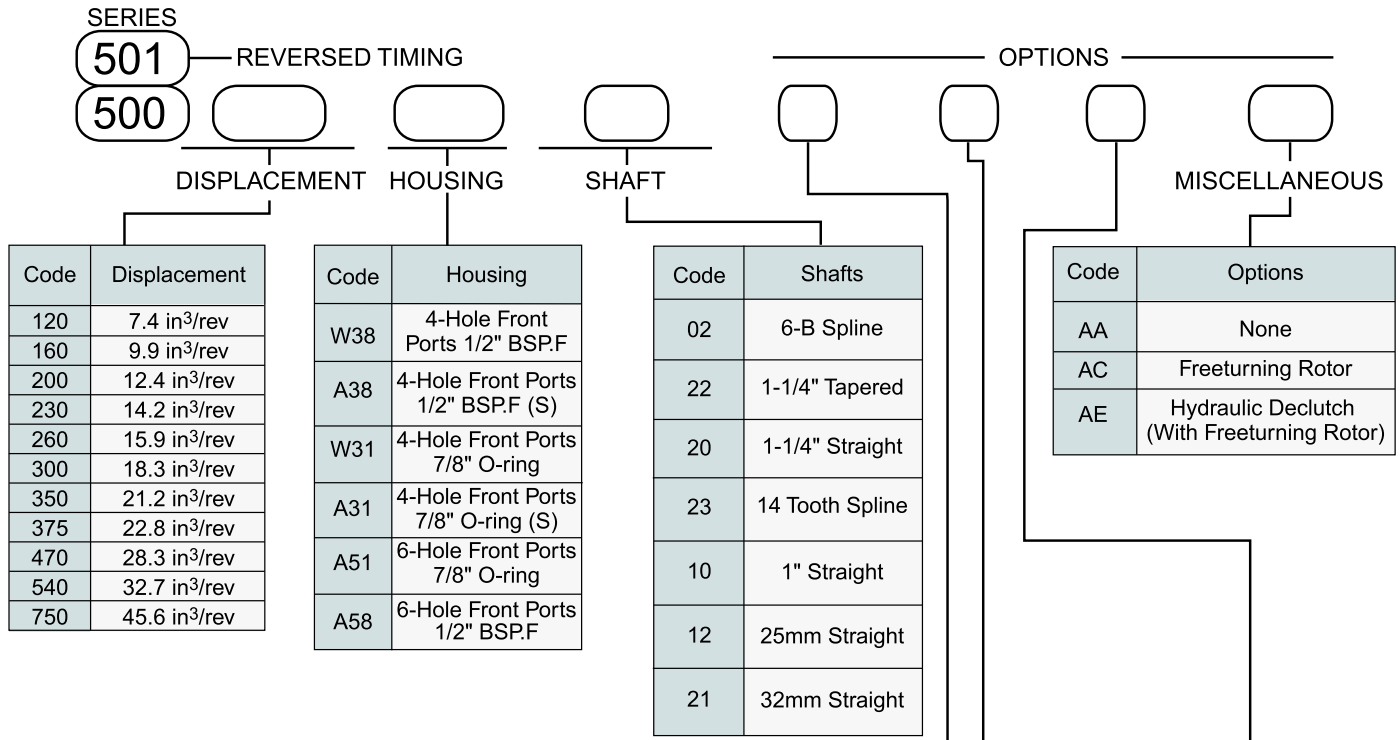 SERIES
501 REVERSED TIMING
500
OPTIONS
DISPLACEMENT HOUSING SHAFT MISCELLANEOUS
Code Displacement
120 7.4 in³/rev
160 9.9 in³/rev
200 12.4 in³/rev
230 14.2 in³/rev
260 15.9 in³/rev
300 18.3 in³/rev
350 21.2 in³/rev
375 22.8 in³/rev
470 28.3 in³/rev
540 32.7 in³/rev
750 45.6 in³/rev
Code Housing
W38 4-Hole Front
Ports 1/2" BSP.F
A38 4-Hole Front Ports
1/2" BSP.F (S)
W31 4-Hole Front Ports
7/8" O-ring
A31 4-Hole Front Ports
7/8" O-ring (S)
A51 6-Hole Front Ports
7/8" O-ring
A58 6-Hole Front Ports
1/2" BSP.F
Code Shafts
02 6-B Spline
22 1-1/4" Tapered
20 1-1/4" Straight
23 14 Tooth Spline
10 1" Straight
12 25mm Straight
21 32mm Straight
Code Options
AA None
AC Freeturning Rotor
AE Hydraulic Declutch
(With Freeturning Rotor)